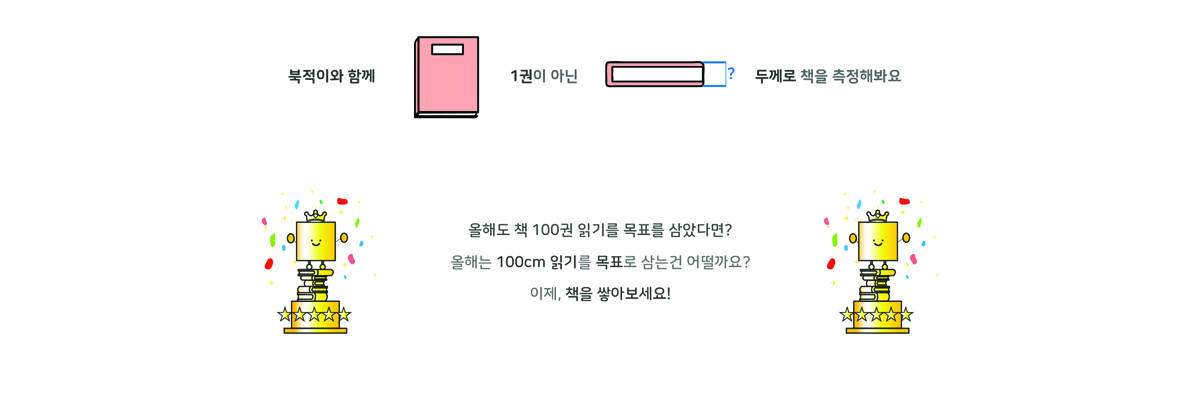 북적이와 함께 1권이 아닌 ? 두께로 책을 측정해봐요
올해도 책 100권 읽기를 목표를 삼았다면?
올해는 100cm 읽기를 목표로 삼는건 어떨까요?
이제, 책을 쌓아보세요!